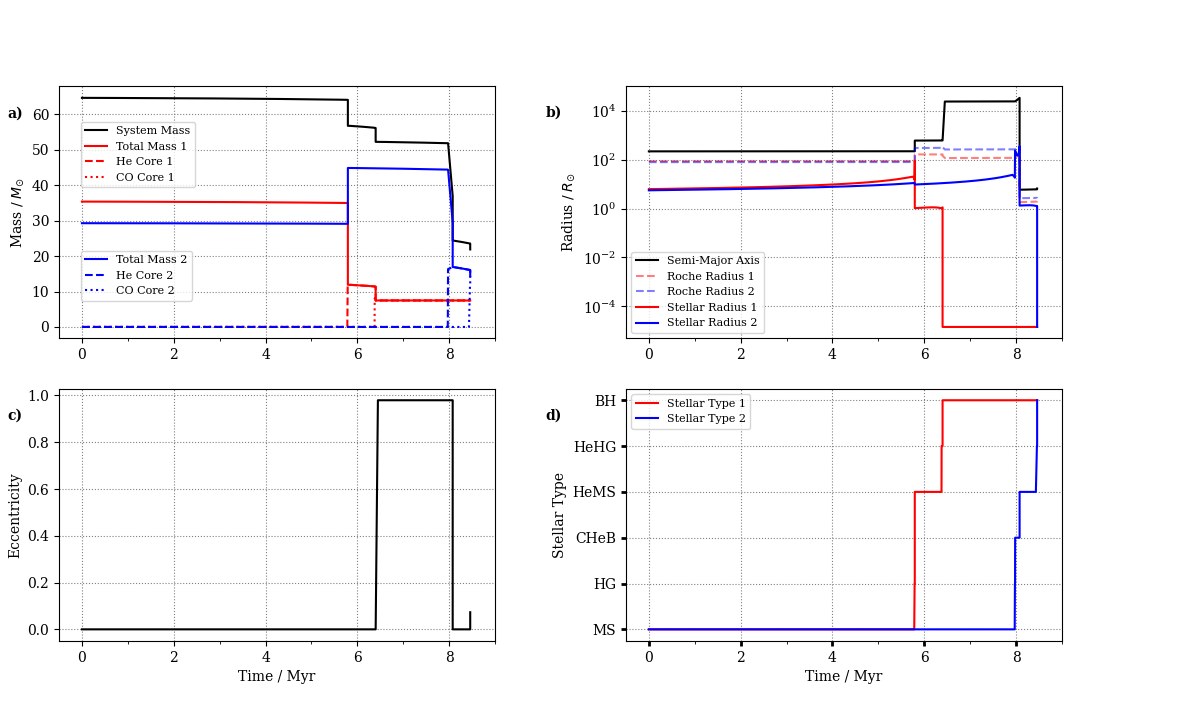 a)
Mass / M⊙
60
50
40
30
20
10
0
System Mass
Total Mass 1
He Core 1
CO Core 1
Total Mass 2
He Core 2
CO Core 2
0 2 4 6 8
b)
Radius / R⊙
10⁴
10²
10⁰
10⁻²
10⁻⁴
Semi-Major Axis
Roche Radius 1
Roche Radius 2
Stellar Radius 1
Stellar Radius 2
0 2 4 6 8
c)
Eccentricity
1.0
0.8
0.6
0.4
0.2
0.0
0 2 4 6 8
Time / Myr
d)
Stellar Type
BH
HeHG
HeMS
CHeB
HG
MS
Stellar Type 1
Stellar Type 2
0 2 4 6 8
Time / Myr